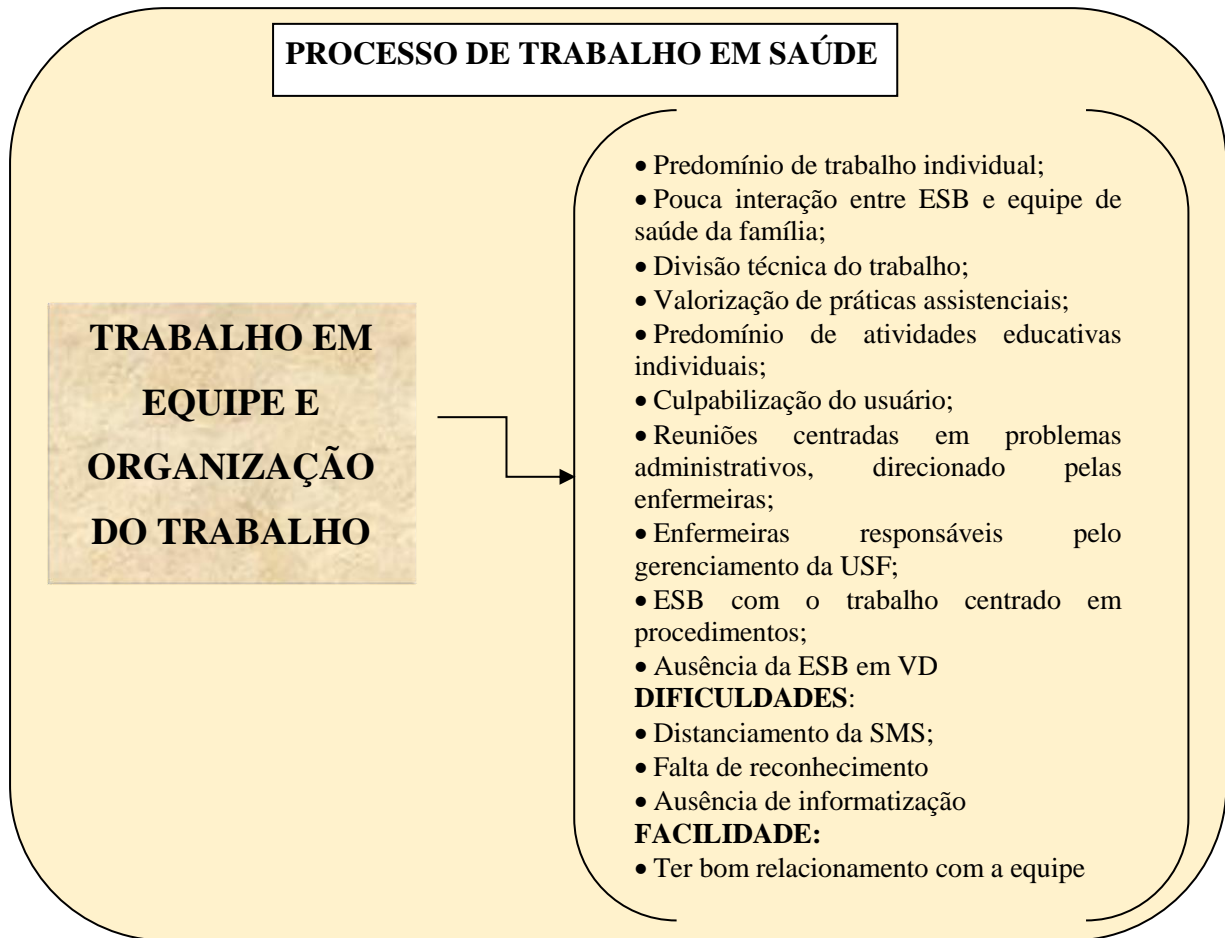 PROCESSO DE TRABALHO EM SAÚDE
TRABALHO EM
EQUIPE E
ORGANIZAÇÃO
DO TRABALHO
• Predomínio de trabalho individual;
• Pouca interação entre ESB e equipe de
saúde da família;
• Divisão técnica do trabalho;
• Valorização de práticas assistenciais;
• Predomínio de atividades educativas
individuais;
• Culpabilização do usuário;
• Reuniões centradas em problemas
administrativos, direcionado pelas
enfermeiras;
• Enfermeiras responsáveis pelo
gerenciamento da USF;
• ESB com o trabalho centrado em
procedimentos;
• Ausência da ESB em VD
DIFICULDADES:
• Distanciamento da SMS;
• Falta de reconhecimento
• Ausência de informatização
FACILIDADE:
• Ter bom relacionamento com a equipe